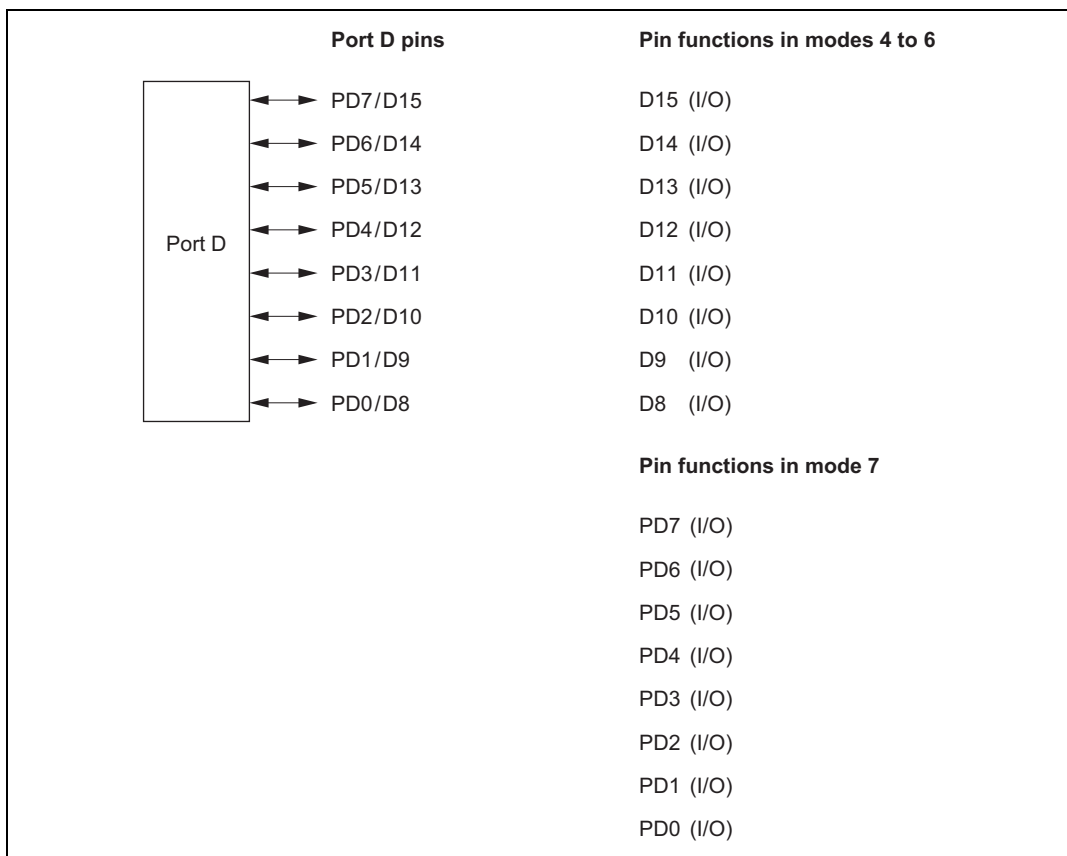 Port D pins Pin functions in modes 4 to 6
Port D
PD7/D15 D15 (I/O)
PD6/D14 D14 (I/O)
PD5/D13 D13 (I/O)
PD4/D12 D12 (I/O)
PD3/D11 D11 (I/O)
PD2/D10 D10 (I/O)
PD1/D9 D9 (I/O)
PD0/D8 D8 (I/O)
Pin functions in mode 7
PD7 (I/O)
PD6 (I/O)
PD5 (I/O)
PD4 (I/O)
PD3 (I/O)
PD2 (I/O)
PD1 (I/O)
PD0 (I/O)